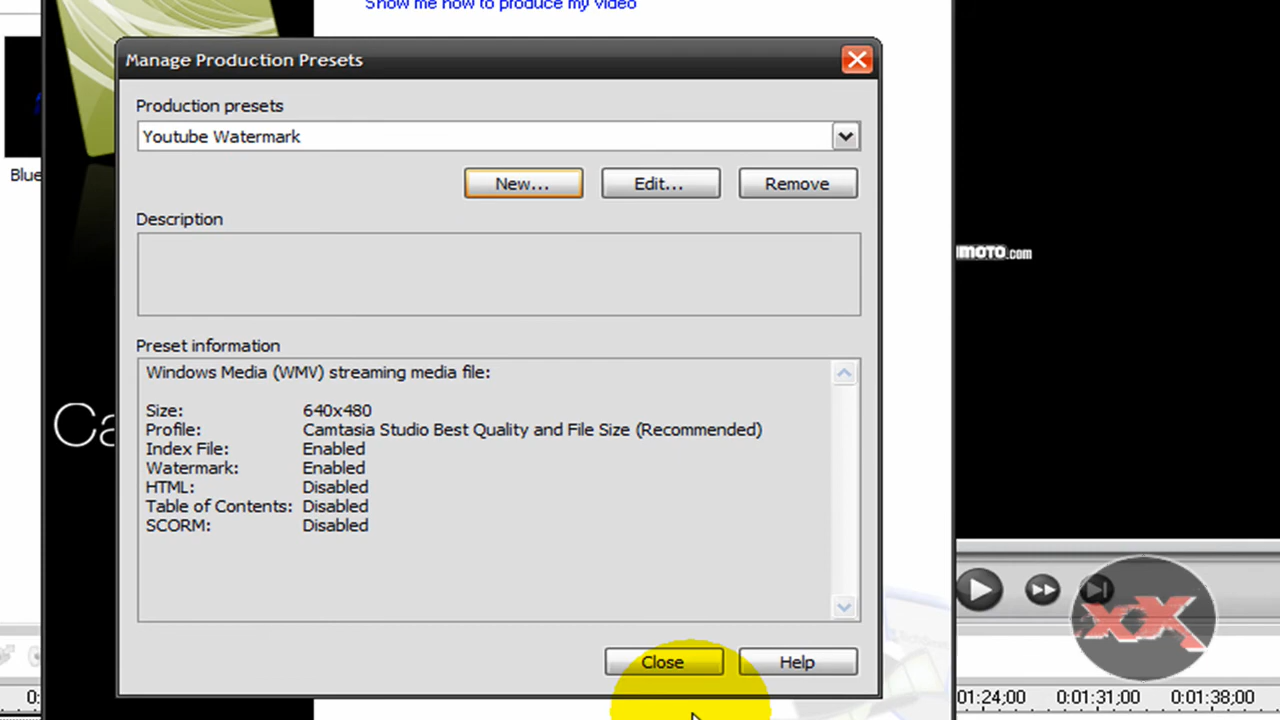 Show me how to produce my video
Manage Production Presets
Production presets
Youtube Watermark
New... Edit... Remove
Description
Blue
Preset information
Windows Media (WMV) streaming media file:
Size: 640x480
Profile: Camtasia Studio Best Quality and File Size (Recommended)
Index File: Enabled
Watermark: Enabled
HTML: Disabled
Table of Contents: Disabled
SCORM: Disabled
Ca
Close Help
IMOTO.com
xX
0: 01:24;00 0:01:31;00 0:01:38;00